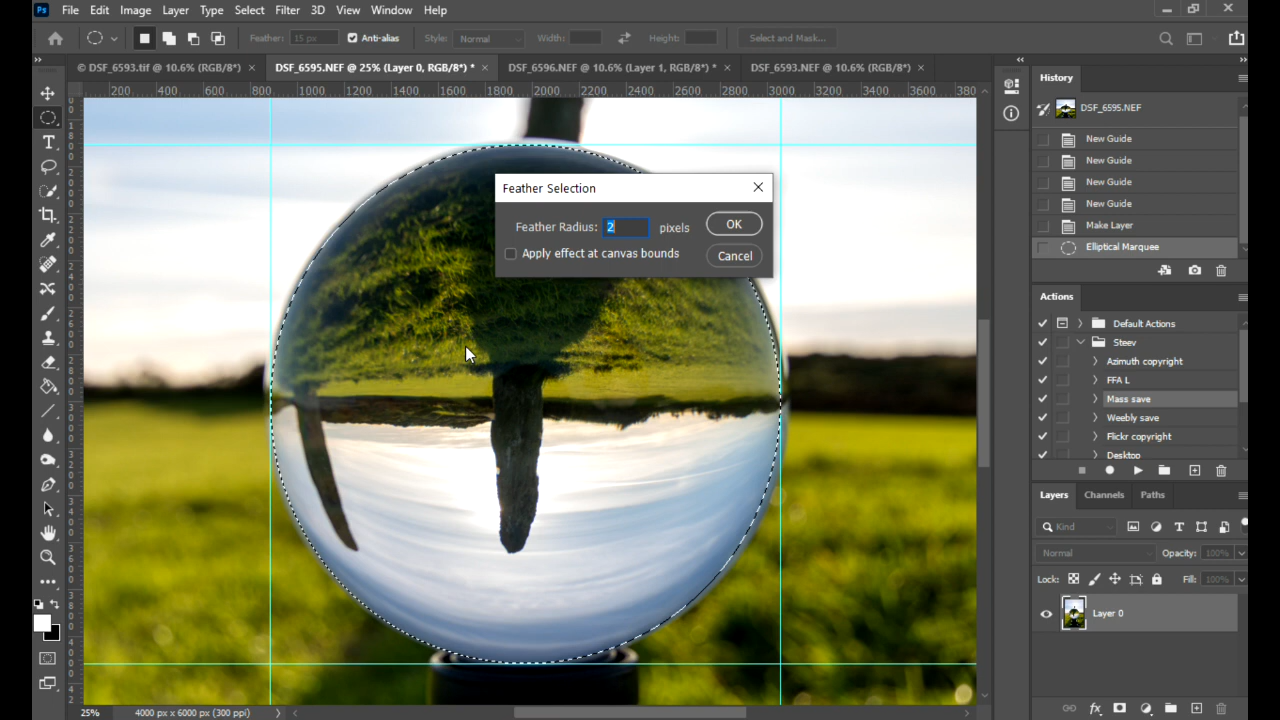 Ps File Edit Image Layer Type Select Filter 3D View Window Help
Feather: 15 px Anti-alias Style: Normal Width: Height: Select and Mask...
© DSF_6593.tif @ 10.6% (RGB/8*) × DSF_6595.NEF @ 25% (Layer 0, RGB/8*) * × DSF_6596.NEF @ 10.6% (Layer 1, RGB/8*) * × DSF_6593.NEF @ 10.6% (RGB/8*) ×
200 400 600 800 1000 1200 1400 1600 1800 2000 2200 2400 2600 2800 3000 3200 3400 3600 380
History
DSF_6595.NEF
New Guide
New Guide
New Guide
New Guide
Make Layer
Elliptical Marquee
Feather Selection
Feather Radius: 2 pixels
OK
Apply effect at canvas bounds
Cancel
Actions
Default Actions
Steev
Azimuth copyright
FFA L
Mass save
Weebly save
Flickr copyright
Desktop
Layers Channels Paths
Kind
Normal Opacity: 100%
Lock: Fill: 100%
Layer 0
25% 4000 px x 6000 px (300 ppi)